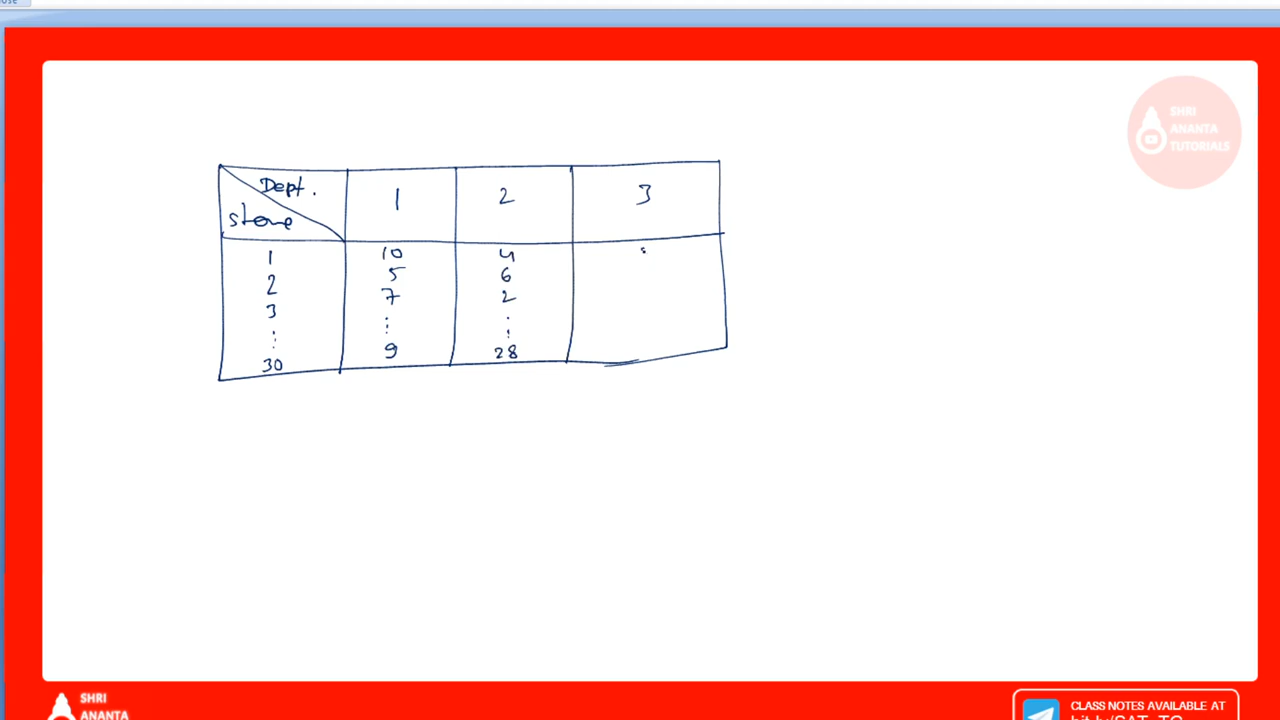 SHRI
ANANTA
TUTORIALS
Dept. 1 2 3
Store
1 10 4
2 5 6
3 7 2
⋮ ⋮ ⋮
30 9 28
SHRI
ANANTA
CLASS NOTES AVAILABLE AT